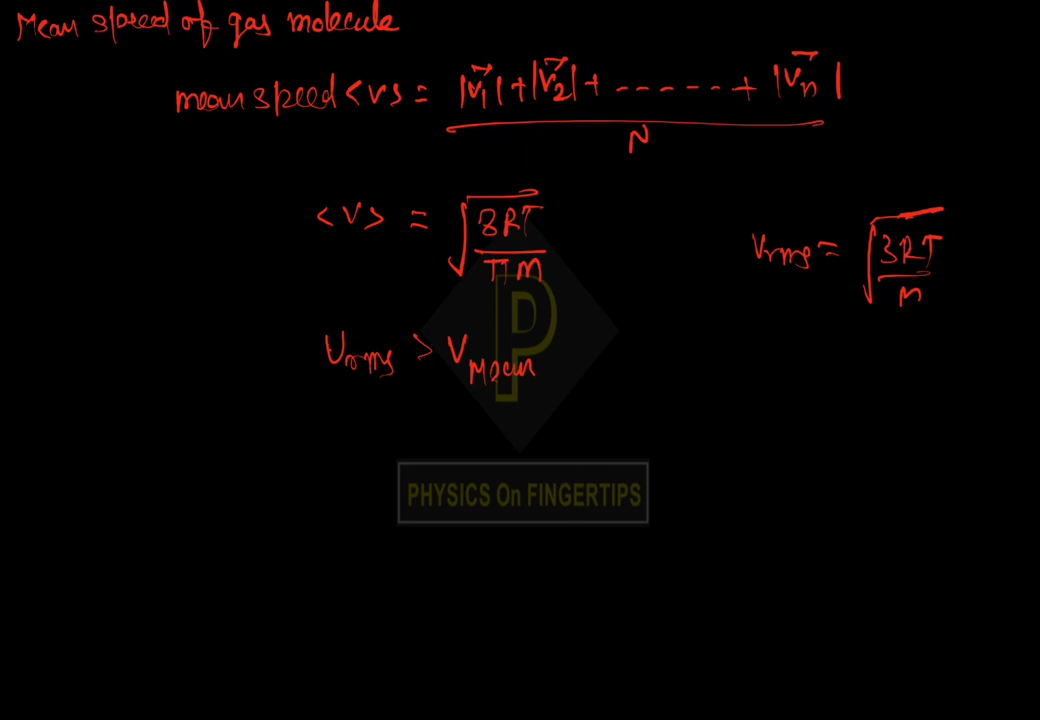 Mean speed of gas molecule
mean speed <v> = |v⃗₁| + |v⃗₂| + ------ + |v⃗ₙ| / N
<v> = √(8RT / πM)
Vrms = √(3RT / M)
Vrms > VMean
P
PHYSICS On FINGERTIPS